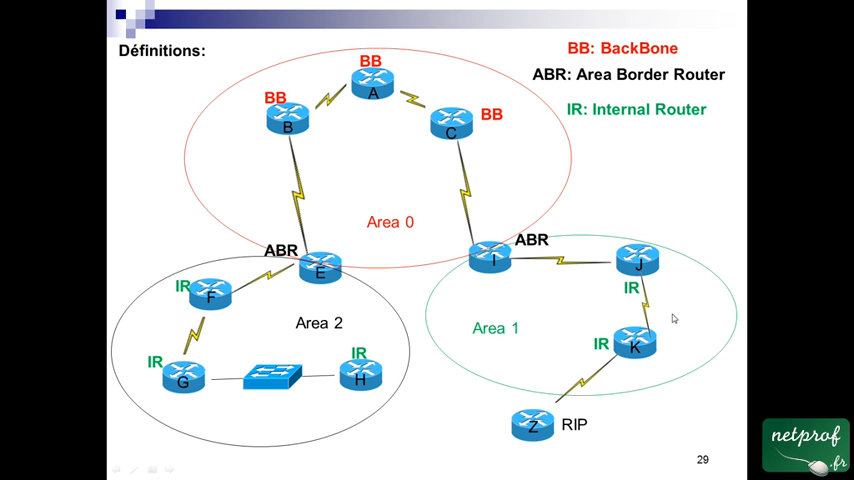 Définitions:
BB: BackBone
ABR: Area Border Router
IR: Internal Router
BB
A
BB
B
BB
C
Area 0
ABR
E
ABR
I
IR
F
J
IR
Area 2
Area 1
IR
K
IR
G
IR
H
Z
RIP
29
netprof
.fr